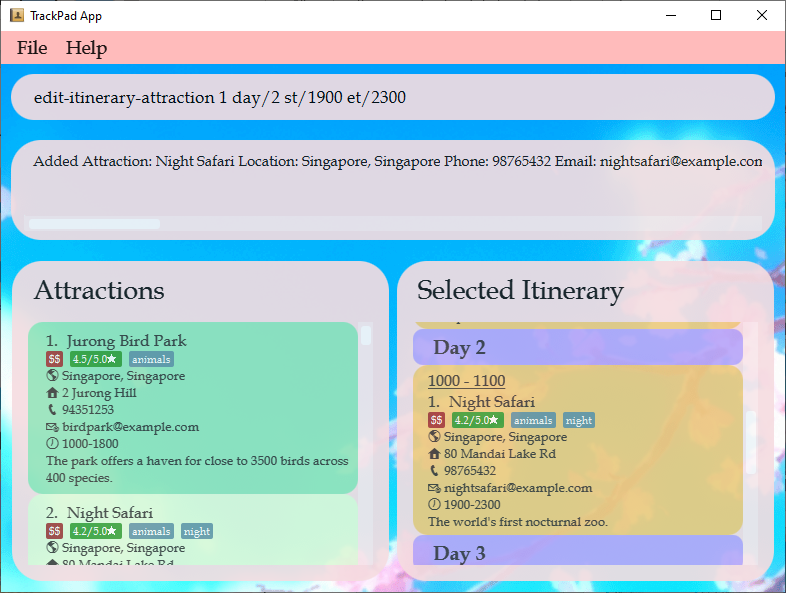 TrackPad App
File Help
edit-itinerary-attraction 1 day/2 st/1900 et/2300
Added Attraction: Night Safari Location: Singapore, Singapore Phone: 98765432 Email: nightsafari@example.con
Attractions
1. Jurong Bird Park
$$ 4.5/5.0★ animals
Singapore, Singapore
2 Jurong Hill
94351253
birdpark@example.com
1000-1800
The park offers a haven for close to 3500 birds across
400 species.
2. Night Safari
$$ 4.2/5.0★ animals night
Singapore, Singapore
80 Mandai Lake Rd
Selected Itinerary
Day 2
1000 - 1100
1. Night Safari
$$ 4.2/5.0★ animals night
Singapore, Singapore
80 Mandai Lake Rd
98765432
nightsafari@example.com
1900-2300
The world's first nocturnal zoo.
Day 3